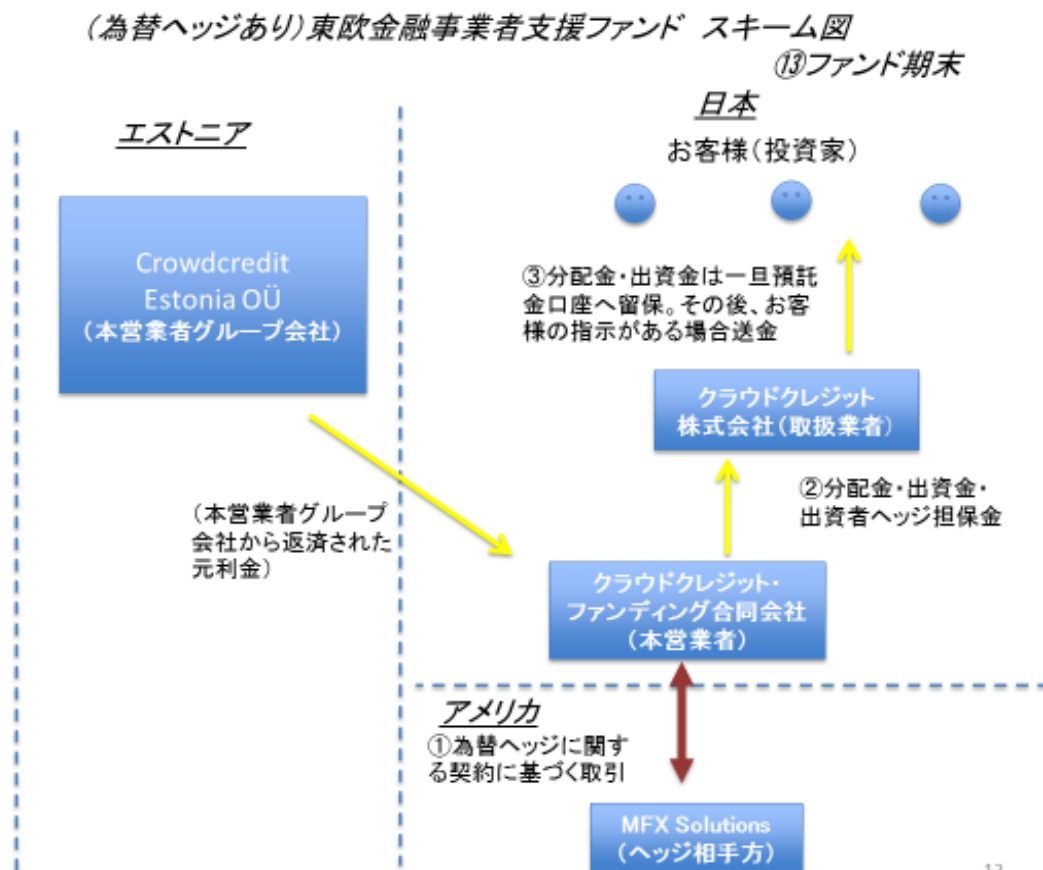 (為替ヘッジあり)東欧金融事業者支援ファンド スキーム図
⑬ファンド期末
エストニア
Crowdcredit
Estonia OÜ
(本営業者グループ会社)
(本営業者グループ
会社から返済された
元利金)
日本
お客様(投資家)
③分配金・出資金は一旦預託
金口座へ留保。その後、お客
様の指示がある場合送金
クラウドクレジット
株式会社(取扱業者)
②分配金・出資金・
出資者ヘッジ担保金
クラウドクレジット・
ファンディング合同会社
(本営業者)
アメリカ
①為替ヘッジに関す
る契約に基づく取引
MFX Solutions
(ヘッジ相手方)